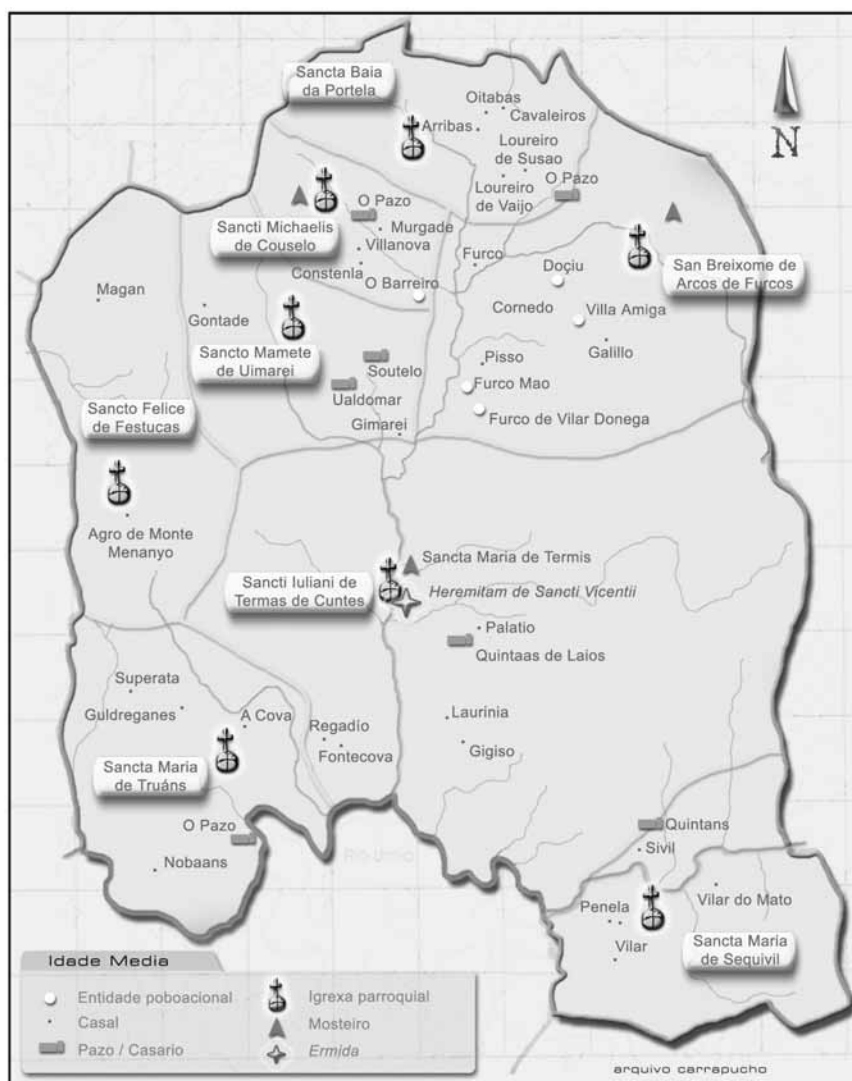 Sancta Baia
da Portela
Oitabas
Cavaleiros
Arribas
Loureiro
de Susao
O Pazo
Loureiro
de Vaijo
N
O Pazo
Sancti Michaelis
de Couselo
Murgade
Villanova
Constenla
O Barreiro
Furco
Doçiu
San Breixome de
Arcos de Furcos
Magan
Gontade
Cornedo
Villa Amiga
Galillo
Sancto Mamete
de Uimarei
Soutelo
Pisso
Ualdomar
Furco Mao
Sancto Felice
de Festucas
Gimarei
Furco de Vilar Donega
Agro de Monte
Menanyo
Sancta Maria de Termis
Sancti Iuliani de
Termas de Cuntes
Heremitam de Sancti Vicentii
Palatio
Quintaas de Laios
Superata
Guldreganes
A Cova
Regadío
Fontecova
Laurinia
Gigiso
Sancta Maria
de Truáns
O Pazo
Nobaans
Rio Umia
Quintans
Sivil
Penela
Vilar do Mato
Vilar
Sancta Maria
de Sequivil
Idade Media
Entidade poboacional
Casal
Pazo / Casario
Igrexa parroquial
Mosteiro
Ermida
arquivo carrapucho